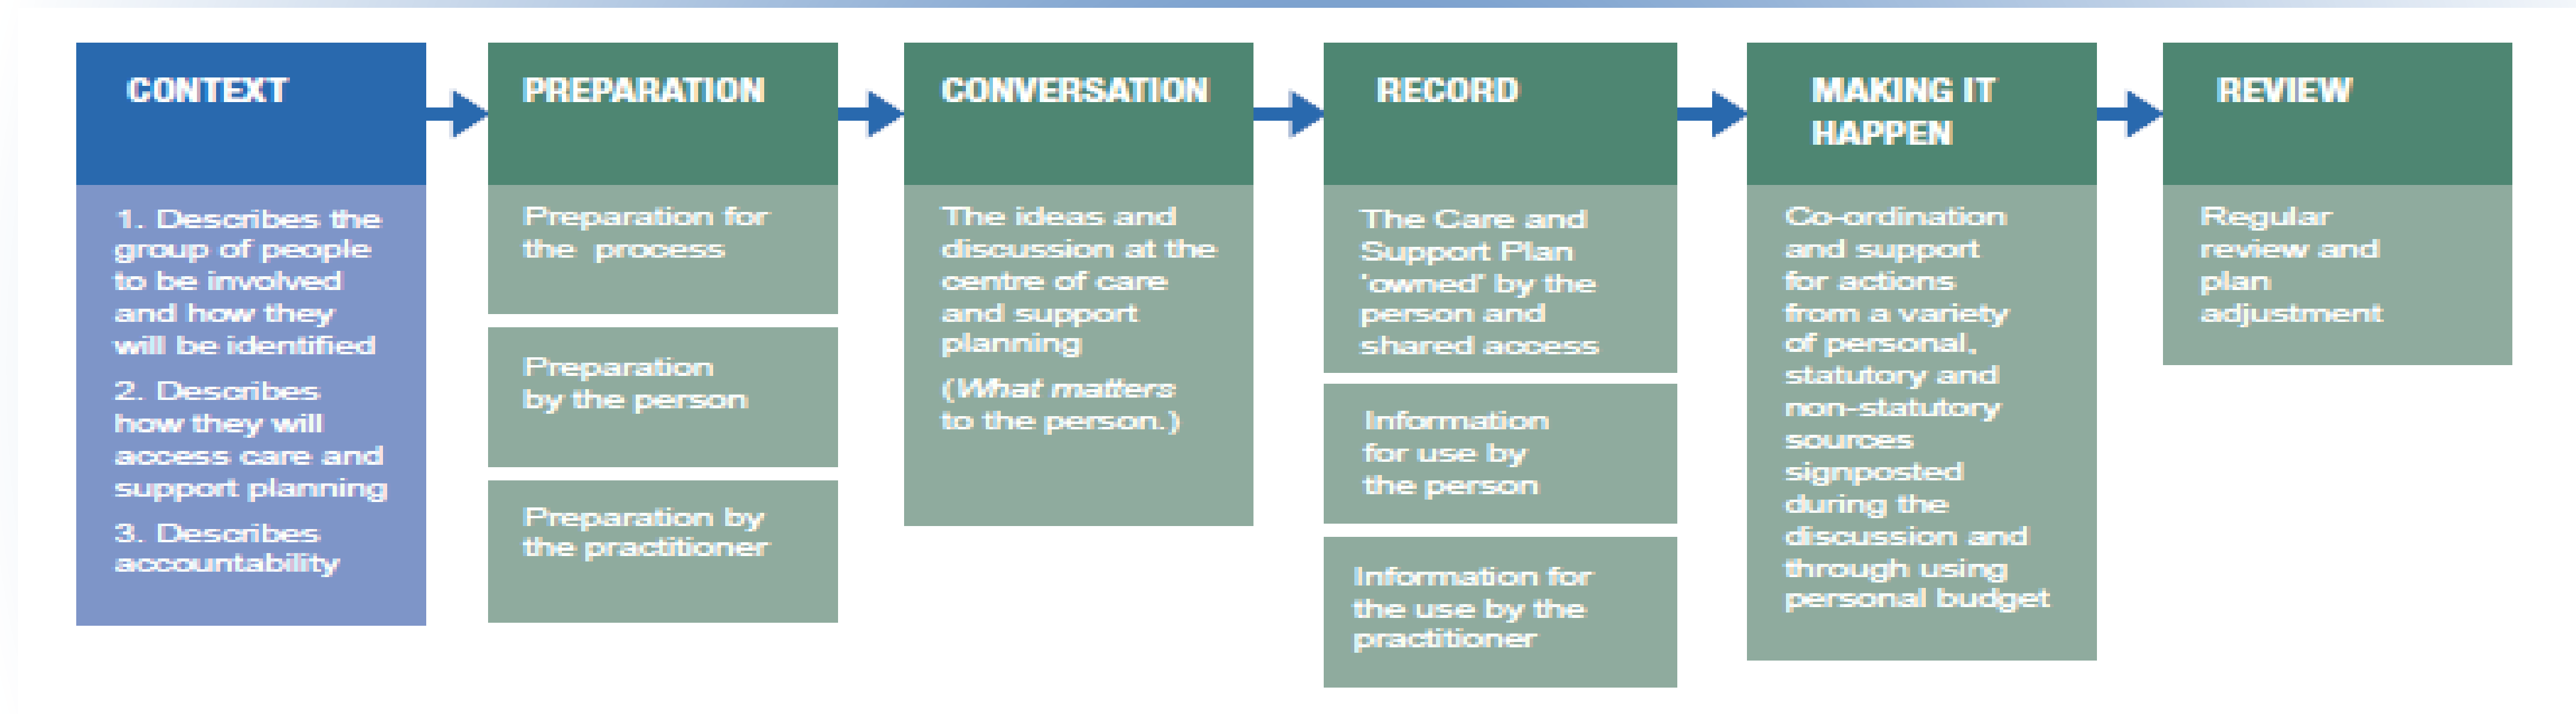 CONTEXT
1. Describes the
group of people
to be involved
and how they
will be identified
2. Describes
how they will
access care and
support planning
3. Describes
accountability
PREPARATION
Preparation for
the process
Preparation
by the person
Preparation by
the practitioner
CONVERSATION
The ideas and
discussion at the
centre of care
and support
planning
(What matters
to the person.)
RECORD
The Care and
Support Plan
'owned' by the
person and
shared access
Information
for use by
the person
Information for
the use by the
practitioner
MAKING IT
HAPPEN
Co-ordination
and support
for actions
from a variety
of personal,
statutory and
non-statutory
sources
signposted
during the
discussion and
through using
personal budget
REVIEW
Regular
review and
plan
adjustment